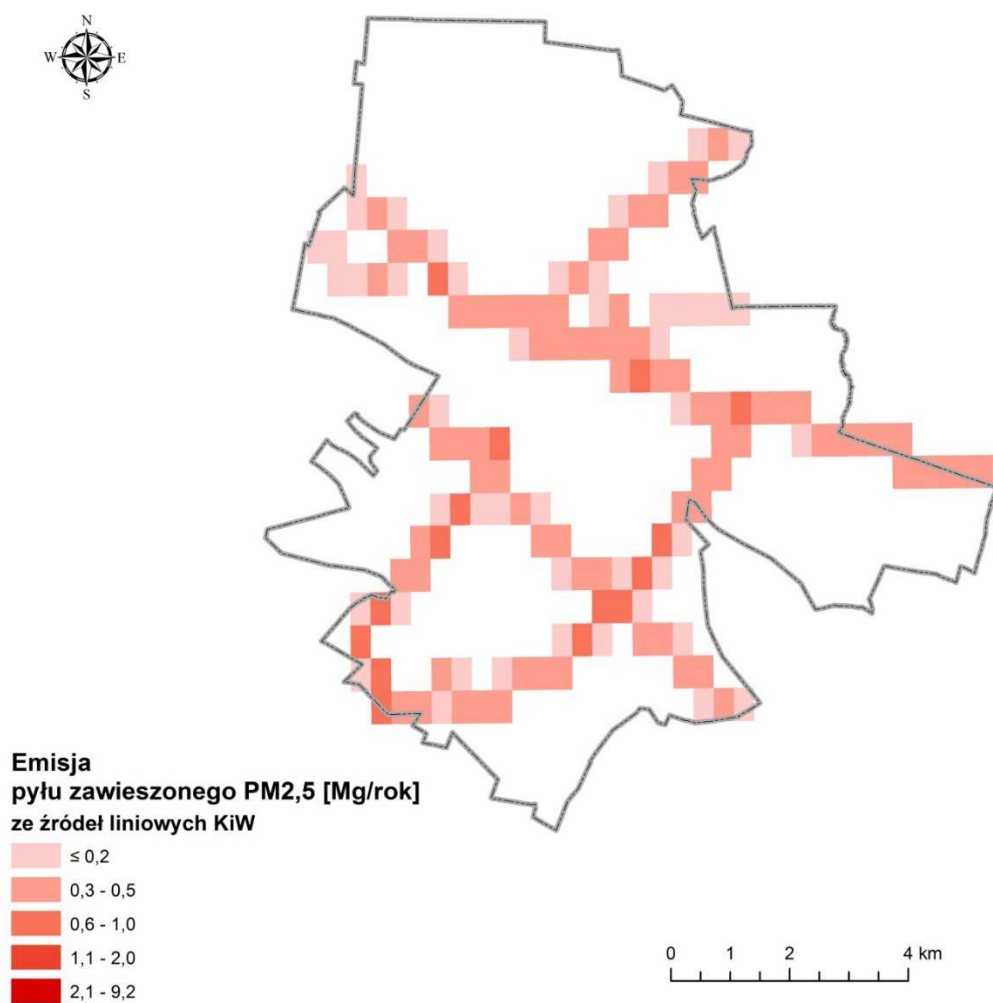 N
W E
S
Emisja
pyłu zawieszonego PM2,5 [Mg/rok]
ze źródeł liniowych KiW
≤ 0,2
0,3 - 0,5
0,6 - 1,0
1,1 - 2,0
2,1 - 9,2
0 1 2 4 km